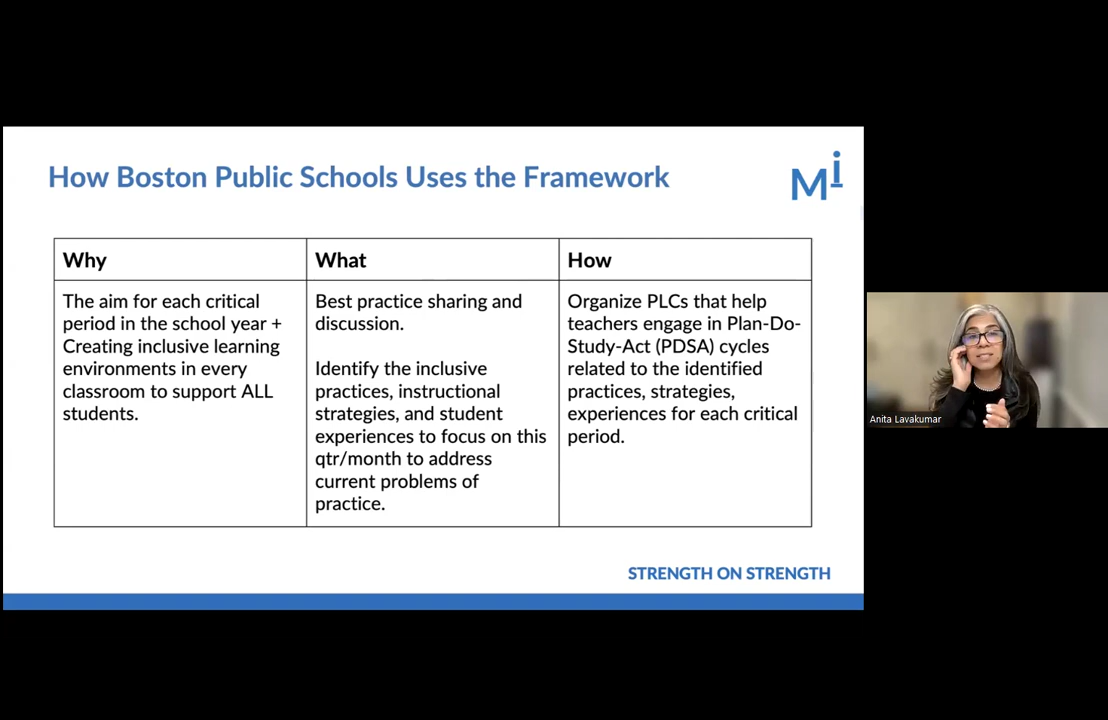 How Boston Public Schools Uses the Framework
Mi
Why
The aim for each critical
period in the school year +
Creating inclusive learning
environments in every
classroom to support ALL
students.
What
Best practice sharing and
discussion.
Identify the inclusive
practices, instructional
strategies, and student
experiences to focus on this
qtr/month to address
current problems of
practice.
How
Organize PLCs that help
teachers engage in Plan-Do-
Study-Act (PDSA) cycles
related to the identified
practices, strategies,
experiences for each critical
period.
STRENGTH ON STRENGTH
Anita Lavakumar